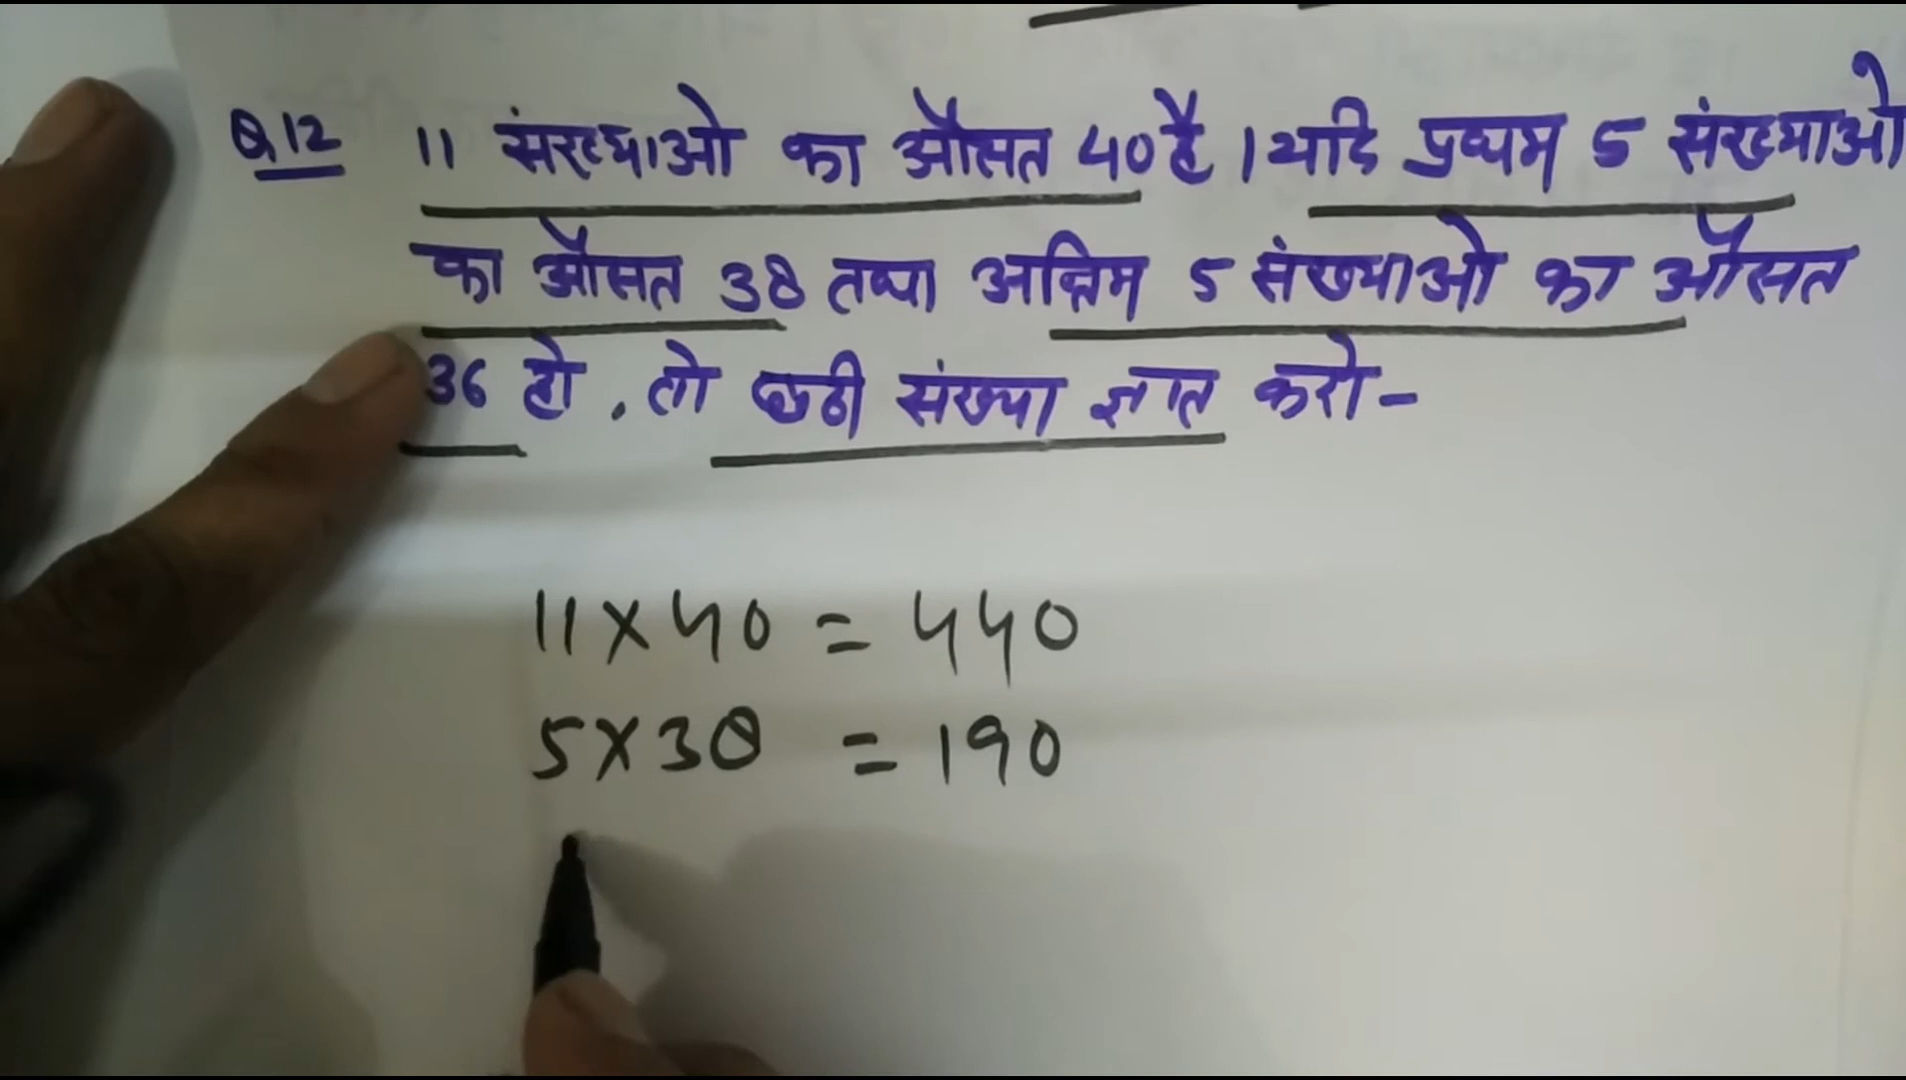 Q12 11 संख्याओ का औसत 40 है । यदि प्रथम 5 संख्याओ
का औसत 38 तथा अन्तिम 5 संख्याओ का औसत
36 हो , तो छठी संख्या ज्ञात करो -
11 x 40 = 440
5 x 38 = 190